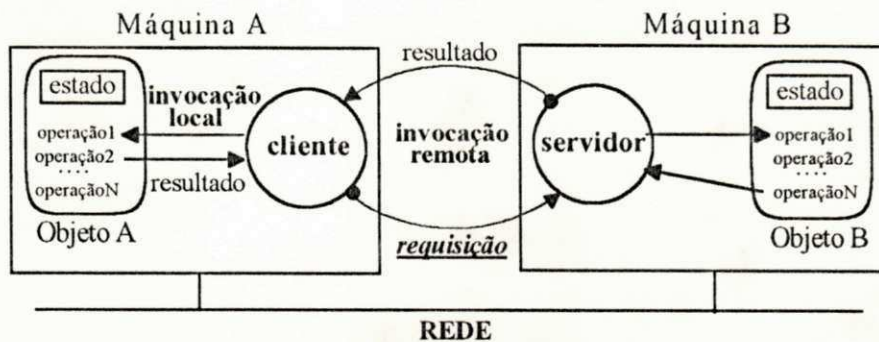 Máquina A
Máquina B
estado
operação1
operação2
....
operaçãoN
Objeto A
invocação
local
resultado
cliente
resultado
invocação
remota
requisição
servidor
estado
operação1
operação2
....
operaçãoN
Objeto B
REDE